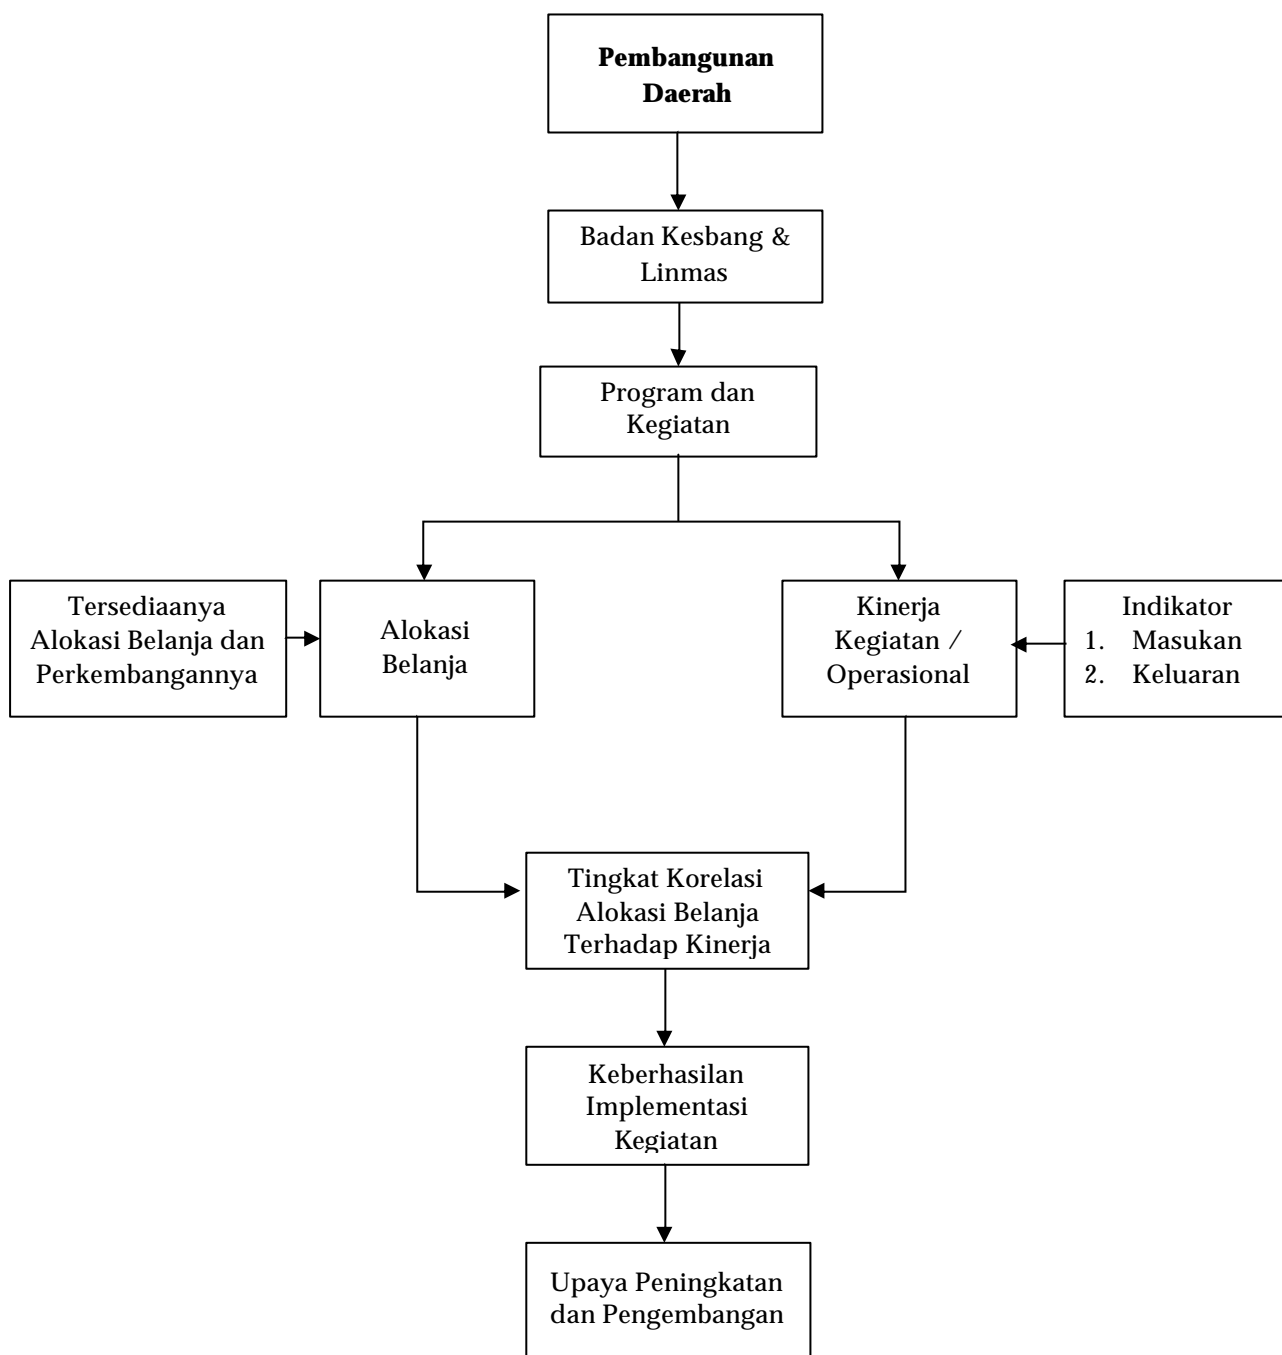 Pembangunan
Daerah
Badan Kesbang &
Linmas
Program dan
Kegiatan
Tersediaanya
Alokasi Belanja dan
Perkembangannya
Alokasi
Belanja
Kinerja
Kegiatan /
Operasional
Indikator
1. Masukan
2. Keluaran
Tingkat Korelasi
Alokasi Belanja
Terhadap Kinerja
Keberhasilan
Implementasi
Kegiatan
Upaya Peningkatan
dan Pengembangan